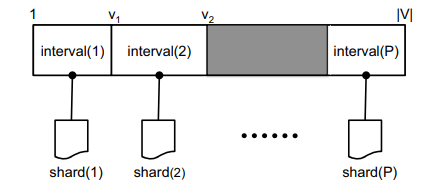 1 v1 v2 |V|
interval(1) interval(2) interval(P)
......
shard(1) shard(2) shard(P)